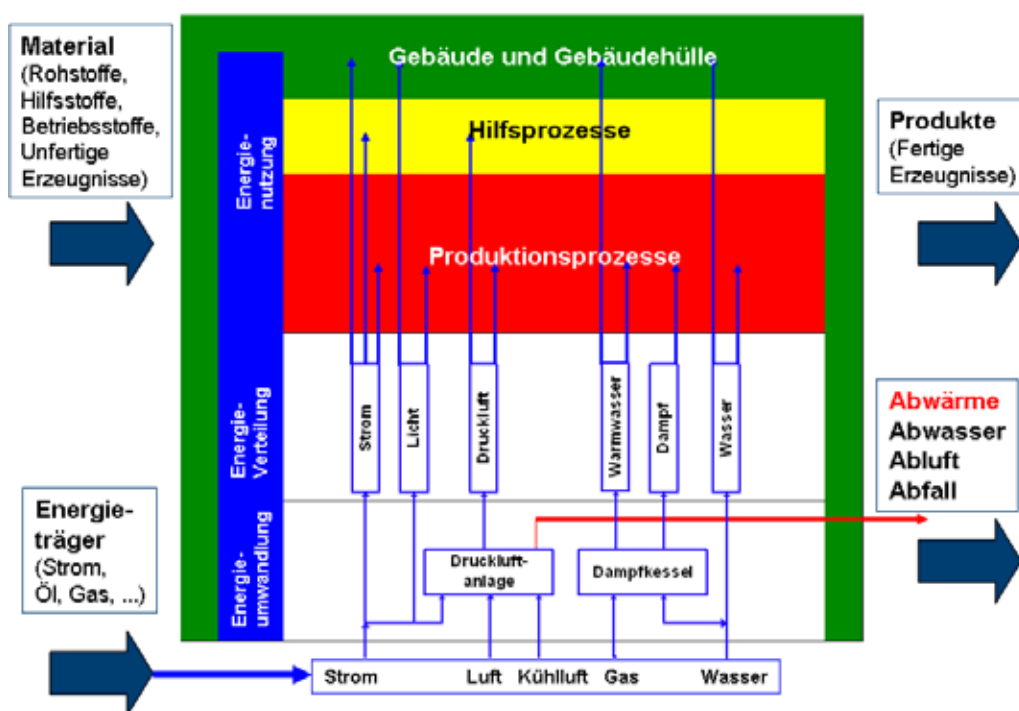 Material
(Rohstoffe,
Hilfsstoffe,
Betriebsstoffe,
Unfertige
Erzeugnisse)
Gebäude und Gebäudehülle
Hilfsprozesse
Produktionsprozesse
Energie-
nutzung
Produkte
(Fertige
Erzeugnisse)
Energie-
Verteilung
Strom
Licht
Druckluft
Warmwasser
Dampf
Wasser
Abwärme
Abwasser
Abluft
Abfall
Energie-
träger
(Strom,
Öl, Gas, ...)
Energie-
umwandlung
Druckluft-
anlage
Dampfkessel
Strom Luft Kühlluft Gas Wasser